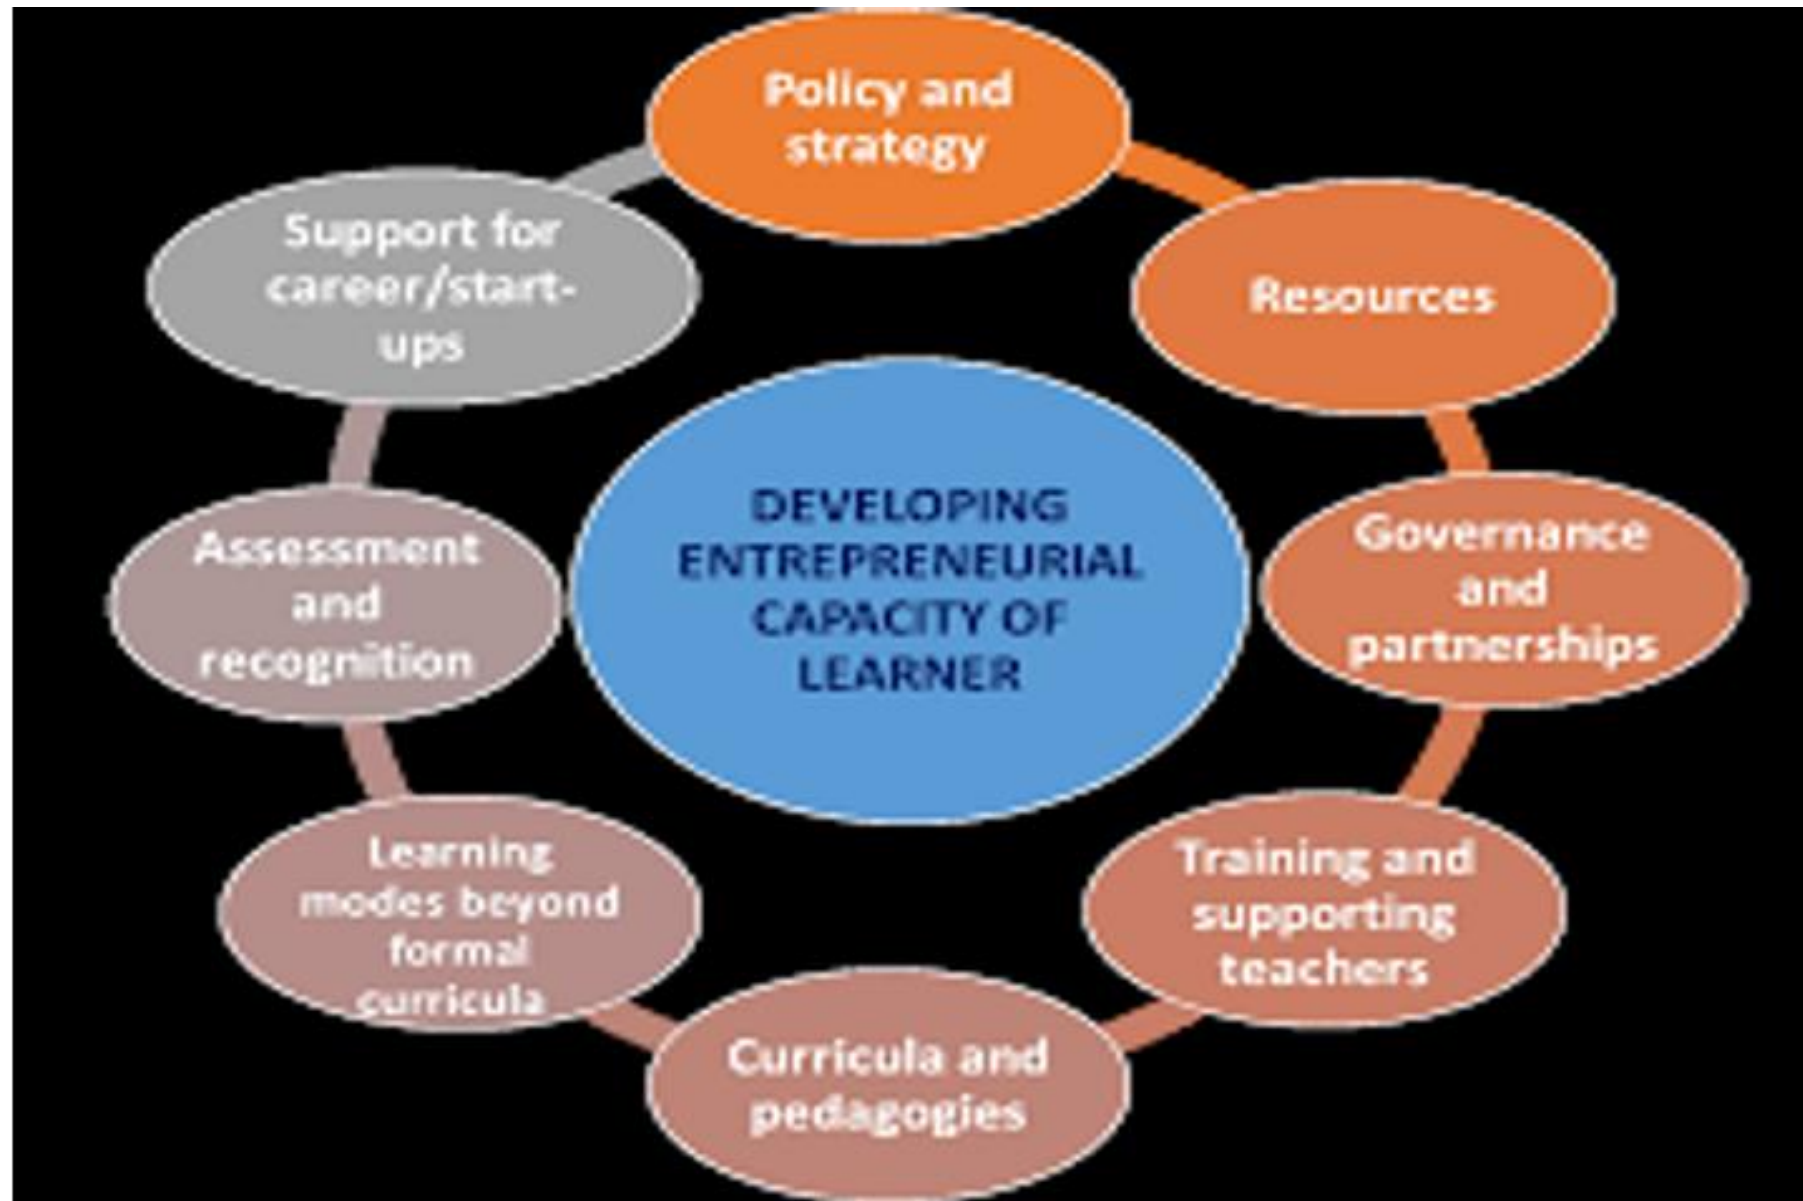 Policy and
strategy
Resources
Governance
and
partnerships
Training and
supporting
teachers
Curricula and
pedagogies
Learning
modes beyond
formal
curricula
Assessment
and
recognition
Support for
career/start-
ups
DEVELOPING
ENTREPRENEURIAL
CAPACITY OF
LEARNER